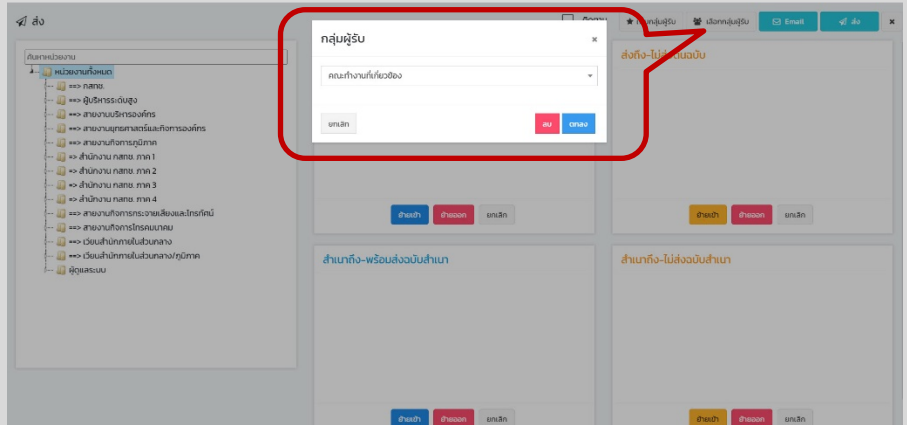 ส่ง
ติดตาม
เลือกกลุ่มผู้รับ
Email
ส่ง
×
กลุ่มผู้รับ
×
คณะทำงานที่เกี่ยวข้อง
ยกเลิก
ลบ
ตกลง
ค้นหาหน่วยงาน
หน่วยงานทั้งหมด
==> กสทช.
==> ผู้บริหารระดับสูง
==> สายงานบริหารองค์กร
==> สายงานยุทธศาสตร์และกิจการองค์กร
==> สายงานกิจการภูมิภาค
=> สำนักงาน กสทช. ภาค 1
=> สำนักงาน กสทช. ภาค 2
=> สำนักงาน กสทช. ภาค 3
=> สำนักงาน กสทช. ภาค 4
==> สายงานกิจการกระจายเสียงและโทรทัศน์
==> สายงานกิจการโทรคมนาคม
==> เวียนสำนักภายในส่วนกลาง
==> เวียนสำนักภายในส่วนกลาง/ภูมิภาค
ผู้ดูแลระบบ
ย้ายเข้า
ย้ายออก
ยกเลิก
ย้ายเข้า
ย้ายออก
ยกเลิก
สำเนาถึง-พร้อมส่งฉบับสำเนา
สำเนาถึง-ไม่ส่งฉบับสำเนา
ย้ายเข้า
ย้ายออก
ยกเลิก
ย้ายเข้า
ย้ายออก
ยกเลิก